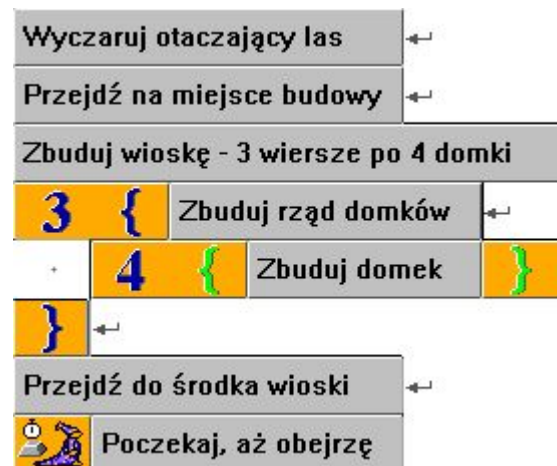 Wyczaruj otaczający las
Przejdź na miejsce budowy
Zbuduj wioskę - 3 wiersze po 4 domki
3 { Zbuduj rząd domków
4 { Zbuduj domek }
}
Przejdź do środka wioski
Poczekaj, aż obejrzę